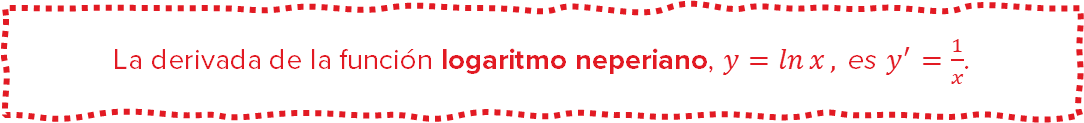 La derivada de la función logaritmo neperiano, y = ln x , es y′ = 1/x.